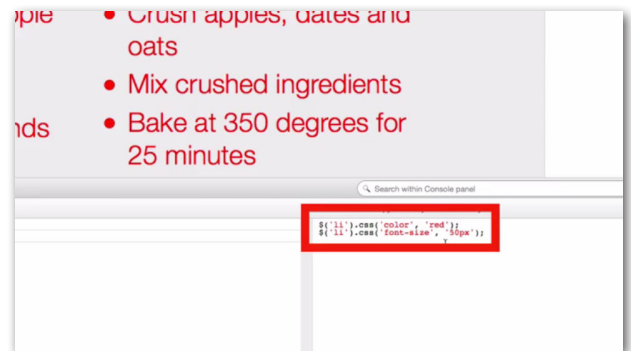 • Crush apples, dates and
oats
• Mix crushed ingredients
• Bake at 350 degrees for
25 minutes
Search within Console panel
$('li').css('color', 'red');
$('li').css('font-size', '50px');